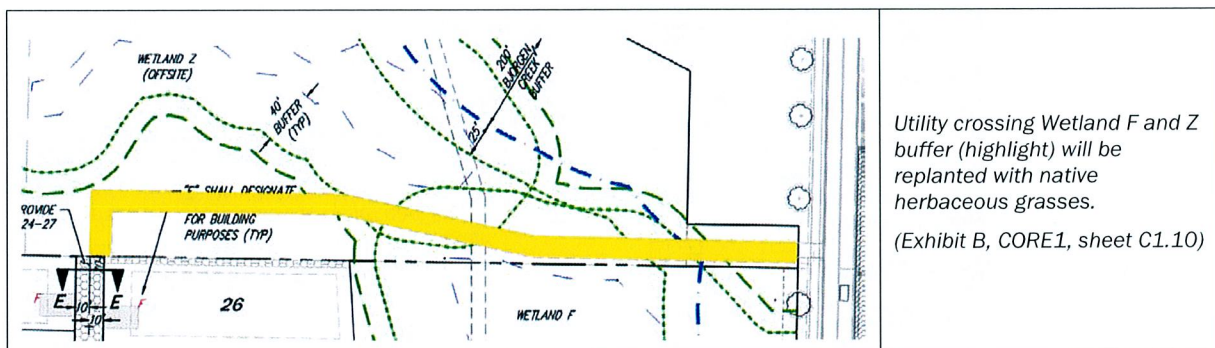 WETLAND Z
(OFFSITE)
40'
BUFFER
(TYP)
200'
BJORGEN
CREEK
BUFFER
25'
"F" SHALL DESIGNATE
FOR BUILDING
PURPOSES (TYP)
24-27
F
E
E
F
10
10
26
WETLAND F
Utility crossing Wetland F and Z
buffer (highlight) will be
replanted with native
herbaceous grasses.
(Exhibit B, CORE1, sheet C1.10)